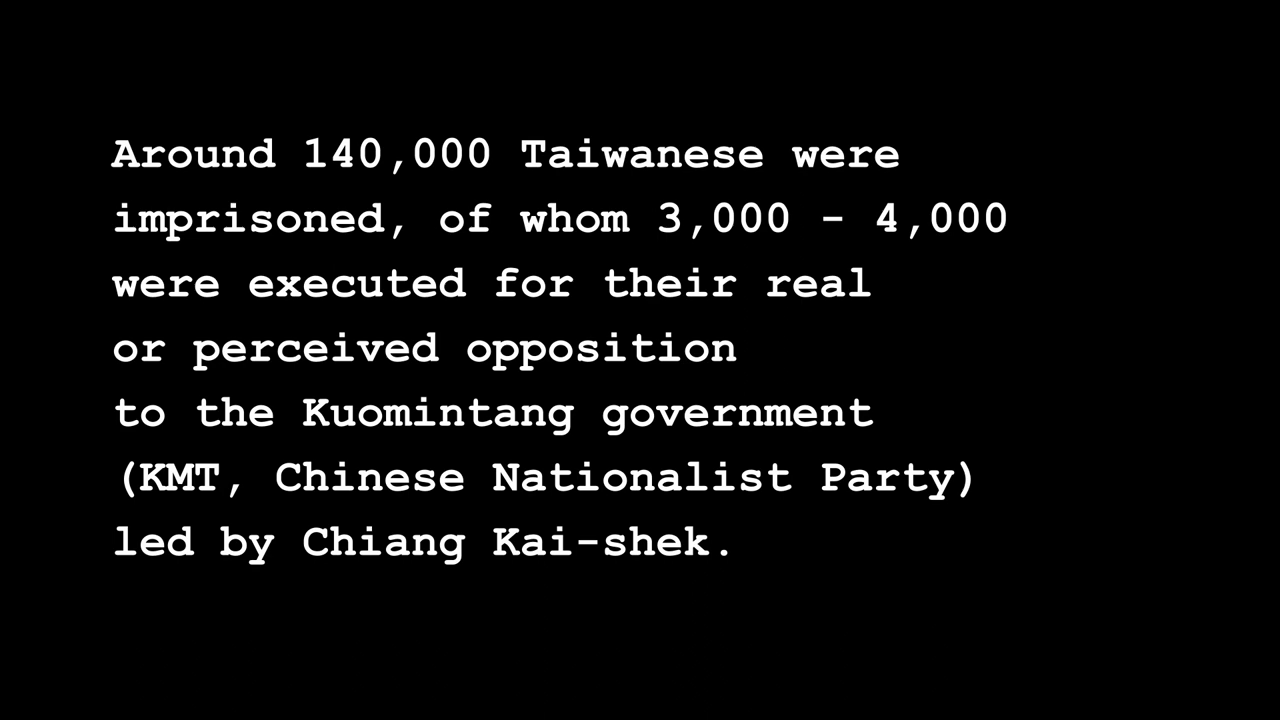 Around 140,000 Taiwanese were
imprisoned, of whom 3,000 - 4,000
were executed for their real
or perceived opposition
to the Kuomintang government
(KMT, Chinese Nationalist Party)
led by Chiang Kai-shek.